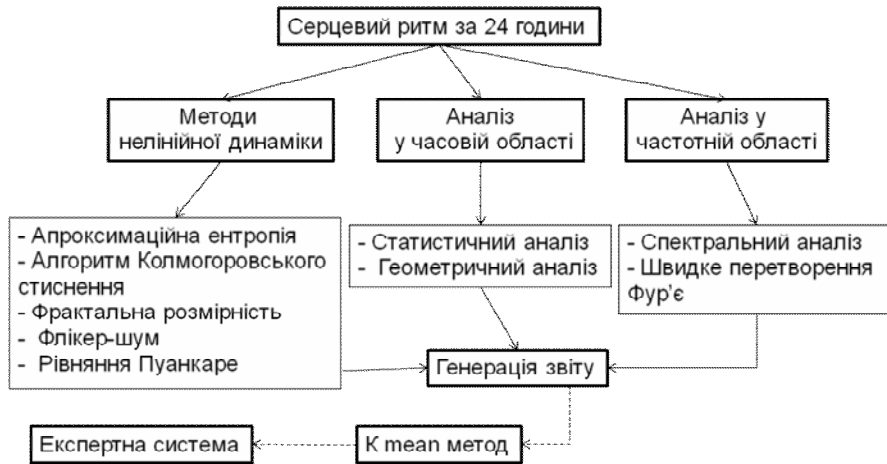 Серцевий ритм за 24 години
Методи
нелінійної динаміки
Аналіз
у часовій області
Аналіз у
частотній області
- Апроксимаційна ентропія
- Алгоритм Колмогоровського
стиснення
- Фрактальна розмірність
- Флікер-шум
- Рівняння Пуанкаре
- Статистичний аналіз
- Геометричний аналіз
- Спектральний аналіз
- Швидке перетворення
Фур'є
Генерація звіту
Експертна система
К mean метод